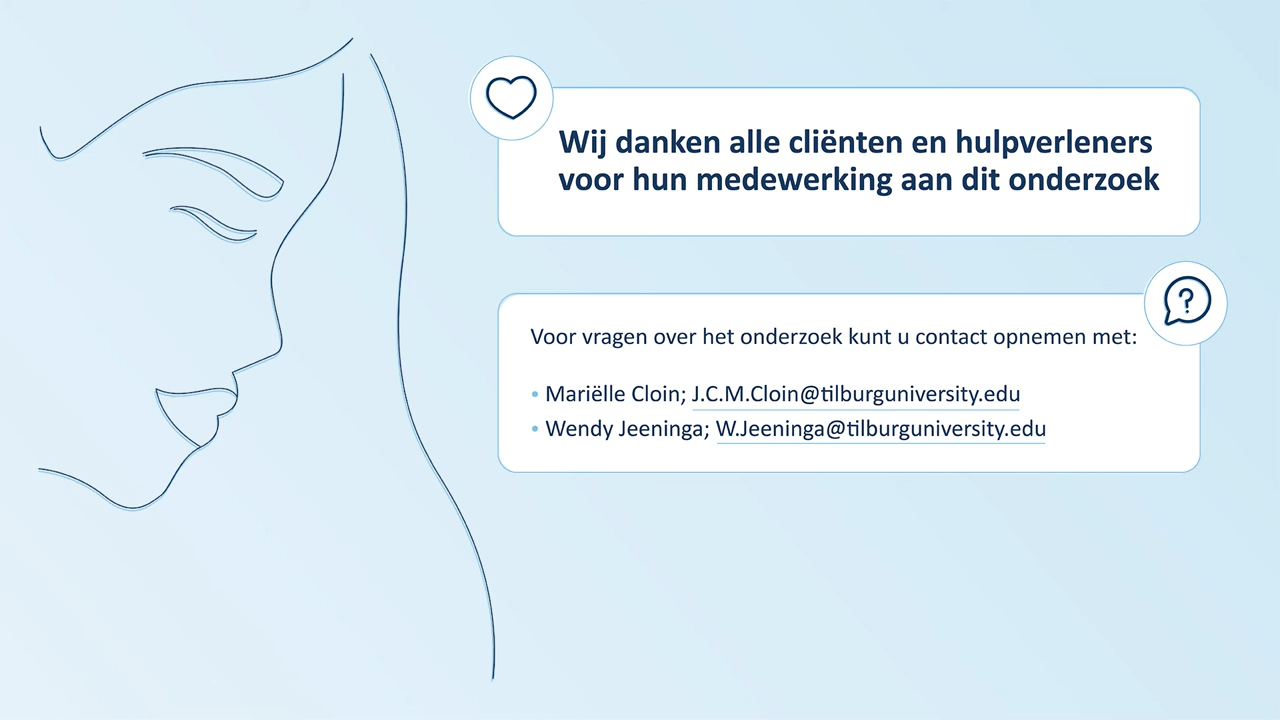 Wij danken alle cliënten en hulpverleners
voor hun medewerking aan dit onderzoek
Voor vragen over het onderzoek kunt u contact opnemen met:
• Mariëlle Cloin; J.C.M.Cloin@tilburguniversity.edu
• Wendy Jeeninga; W.Jeeninga@tilburguniversity.edu